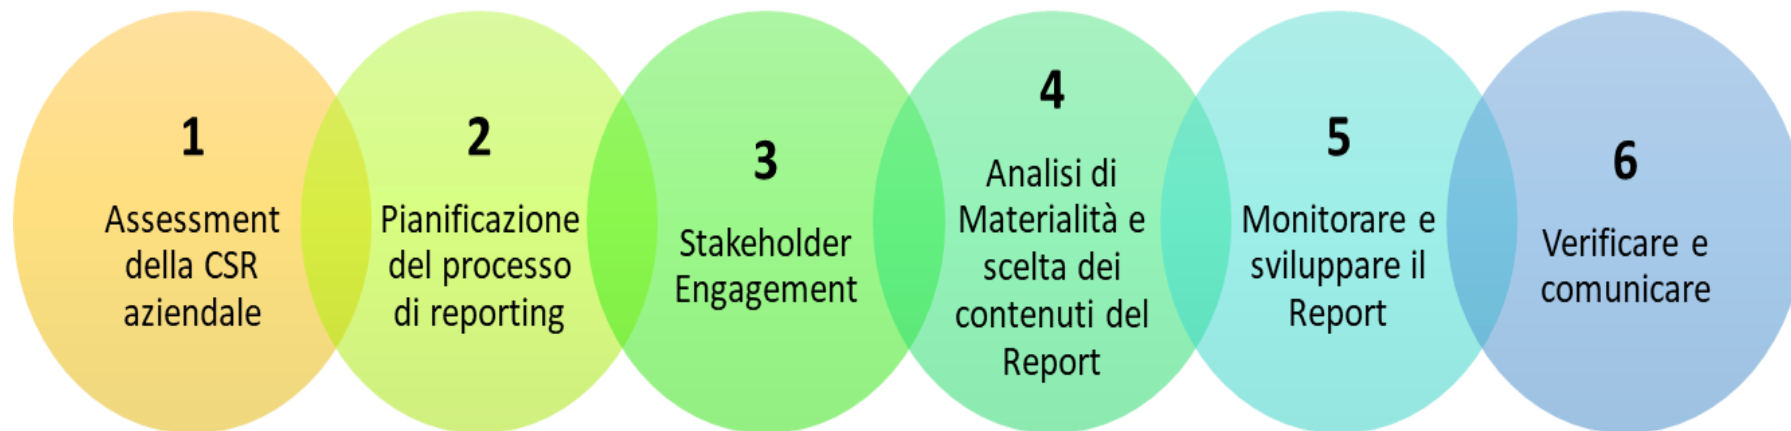 1
Assessment
della CSR
aziendale
2
Pianificazione
del processo
di reporting
3
Stakeholder
Engagement
4
Analisi di
Materialità e
scelta dei
contenuti del
Report
5
Monitorare e
sviluppare il
Report
6
Verificare e
comunicare